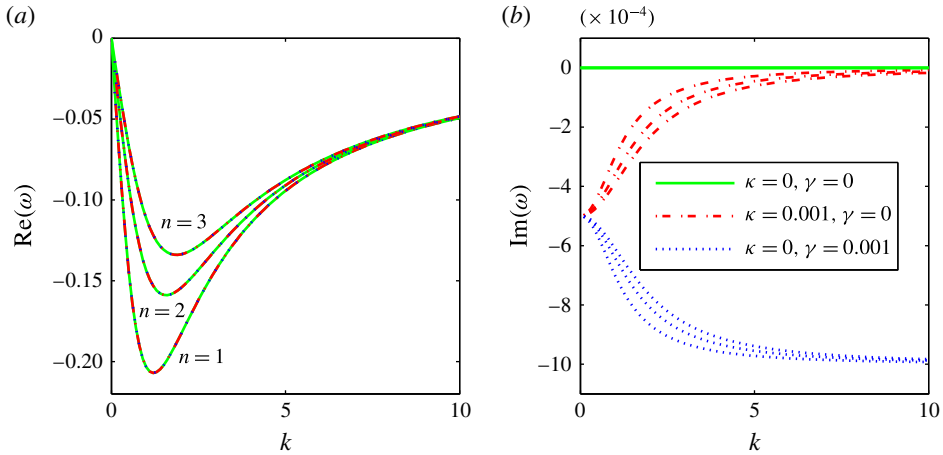 (a)
0
−0.05
−0.10
−0.15
−0.20
Re(ω)
n = 3
n = 2
n = 1
0
5
10
k
(b)
(× 10−4)
0
−2
−4
−6
−8
−10
Im(ω)
κ = 0, γ = 0
κ = 0.001, γ = 0
κ = 0, γ = 0.001
0
5
10
k